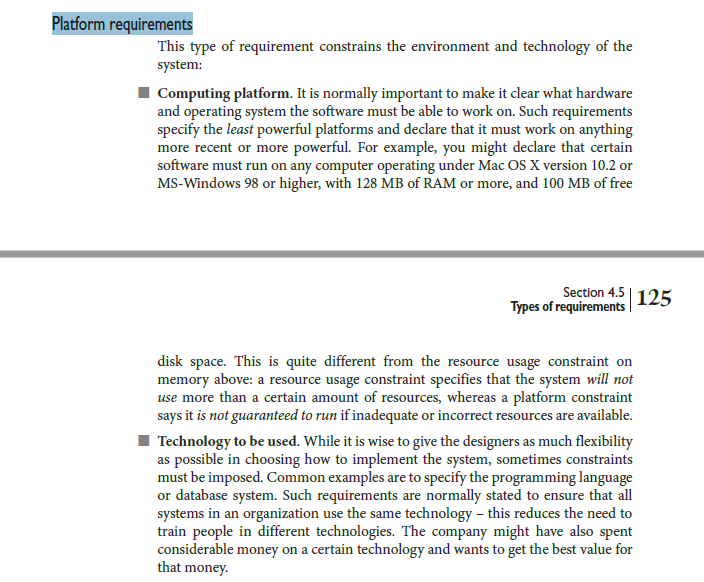 Platform requirements
This type of requirement constrains the environment and technology of the
system:
Computing platform. It is normally important to make it clear what hardware
and operating system the software must be able to work on. Such requirements
specify the least powerful platforms and declare that it must work on anything
more recent or more powerful. For example, you might declare that certain
software must run on any computer operating under Mac OS X version 10.2 or
MS-Windows 98 or higher, with 128 MB of RAM or more, and 100 MB of free
Section 4.5
Types of requirements
125
disk space. This is quite different from the resource usage constraint on
memory above: a resource usage constraint specifies that the system will not
use more than a certain amount of resources, whereas a platform constraint
says it is not guaranteed to run if inadequate or incorrect resources are available.
Technology to be used. While it is wise to give the designers as much flexibility
as possible in choosing how to implement the system, sometimes constraints
must be imposed. Common examples are to specify the programming language
or database system. Such requirements are normally stated to ensure that all
systems in an organization use the same technology – this reduces the need to
train people in different technologies. The company might have also spent
considerable money on a certain technology and wants to get the best value for
that money.